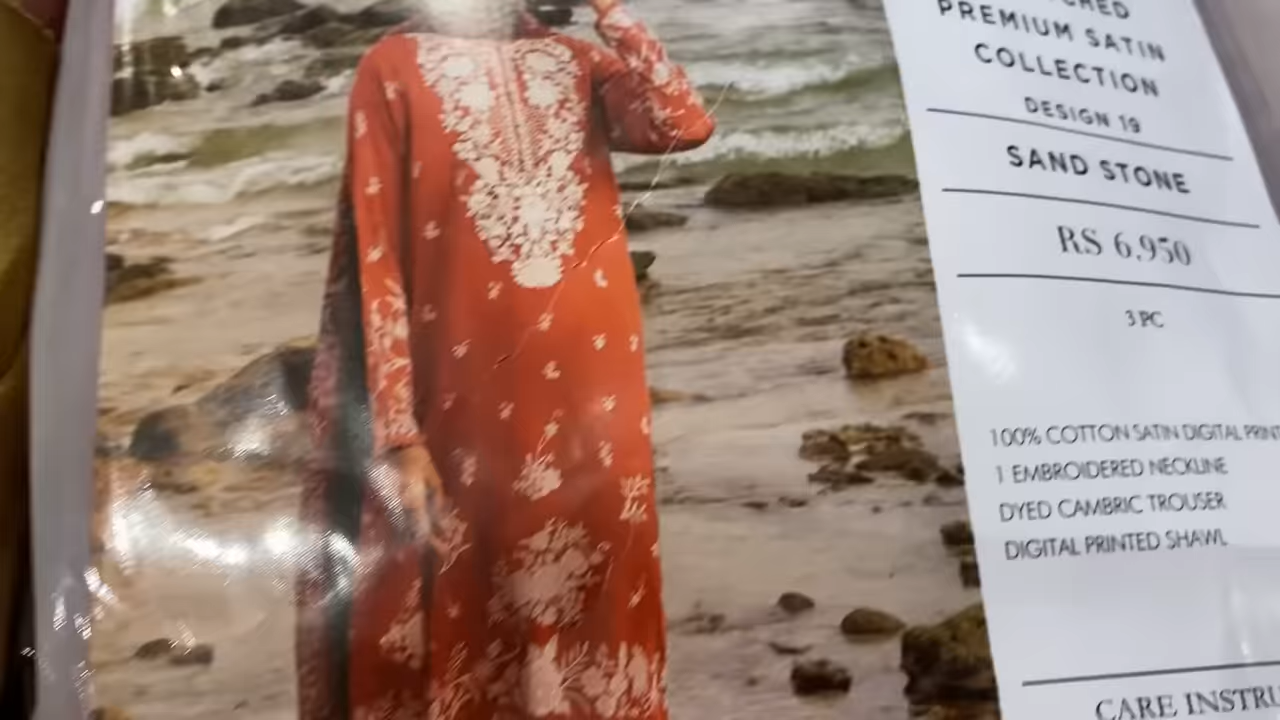 PREMIUM SATIN
COLLECTION
DESIGN 19
SAND STONE
RS 6,950
3 PC
100% COTTON SATIN DIGITAL PRINT
1 EMBROIDERED NECKLINE
DYED CAMBRIC TROUSER
DIGITAL PRINTED SHAWL
CARE